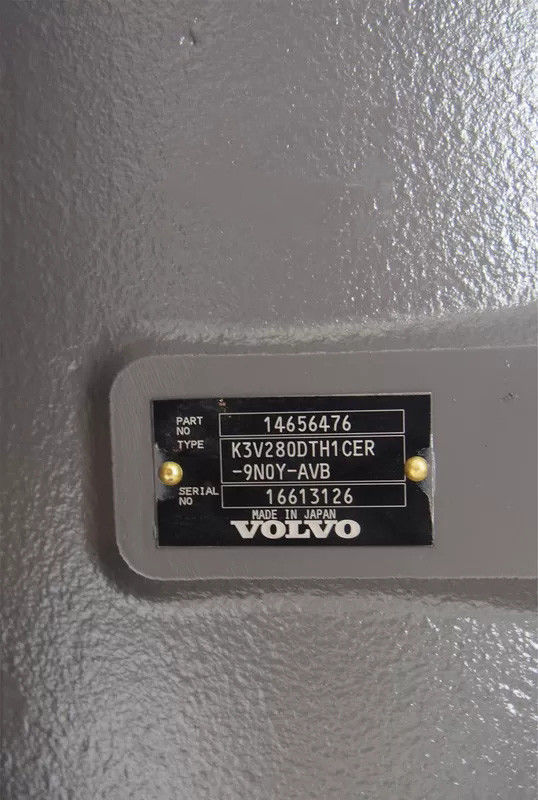 PART NO 14656476
TYPE K3V280DTH1CER
-9N0Y-AVB
SERIAL NO 16613126
MADE IN JAPAN
VOLVO